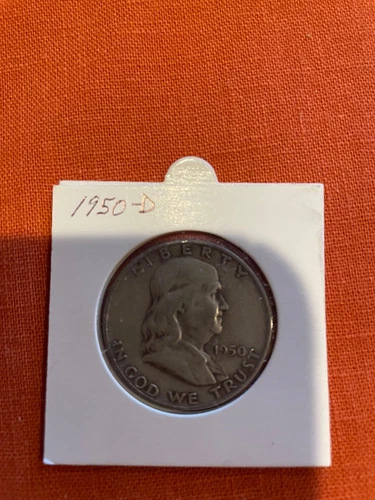 1950-D
LIBERTY
1950
IN GOD WE TRUST